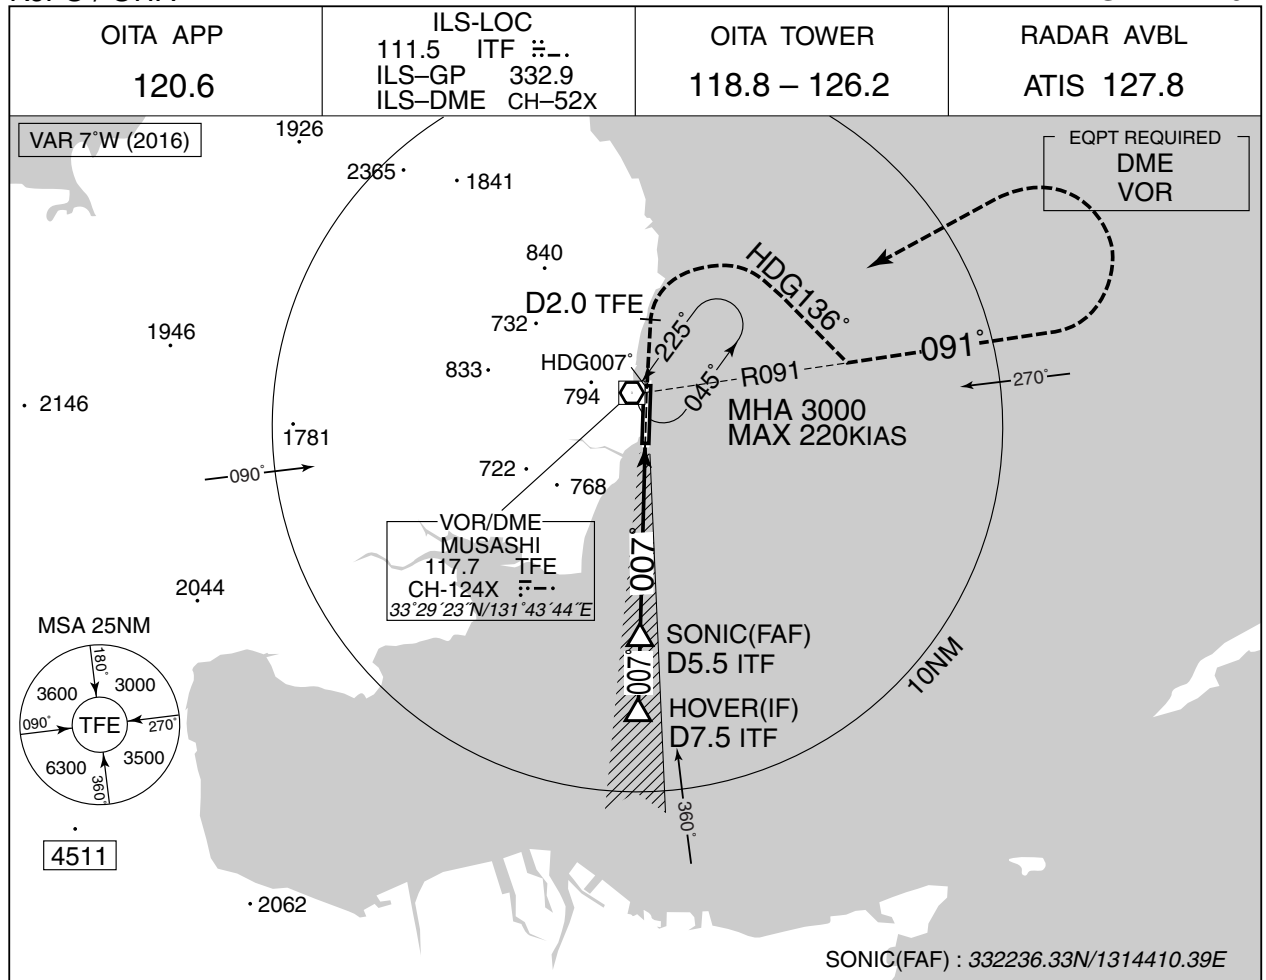 OITA APP
120.6
ILS-LOC
111.5 ITF
ILS–GP 332.9
ILS–DME CH–52X
OITA TOWER
118.8 – 126.2
RADAR AVBL
ATIS 127.8
VAR 7°W (2016)
EQPT REQUIRED
DME
VOR
1926
2365
1841
840
D2.0 TFE
732
1946
833
HDG007°
794
2146
1781
722
768
090°
HDG136°
225°
045°
R091
091°
270°
MHA 3000
MAX 220KIAS
VOR/DME
MUSASHI
117.7 TFE
CH-124X
33°29´23˝N/131°43´44˝E
007°
2044
MSA 25NM
180°
3600
3000
090°
TFE
270°
6300
3500
360°
SONIC(FAF)
D5.5 ITF
007°
HOVER(IF)
D7.5 ITF
10NM
360°
4511
2062
SONIC(FAF) : 332236.33N/1314410.39E